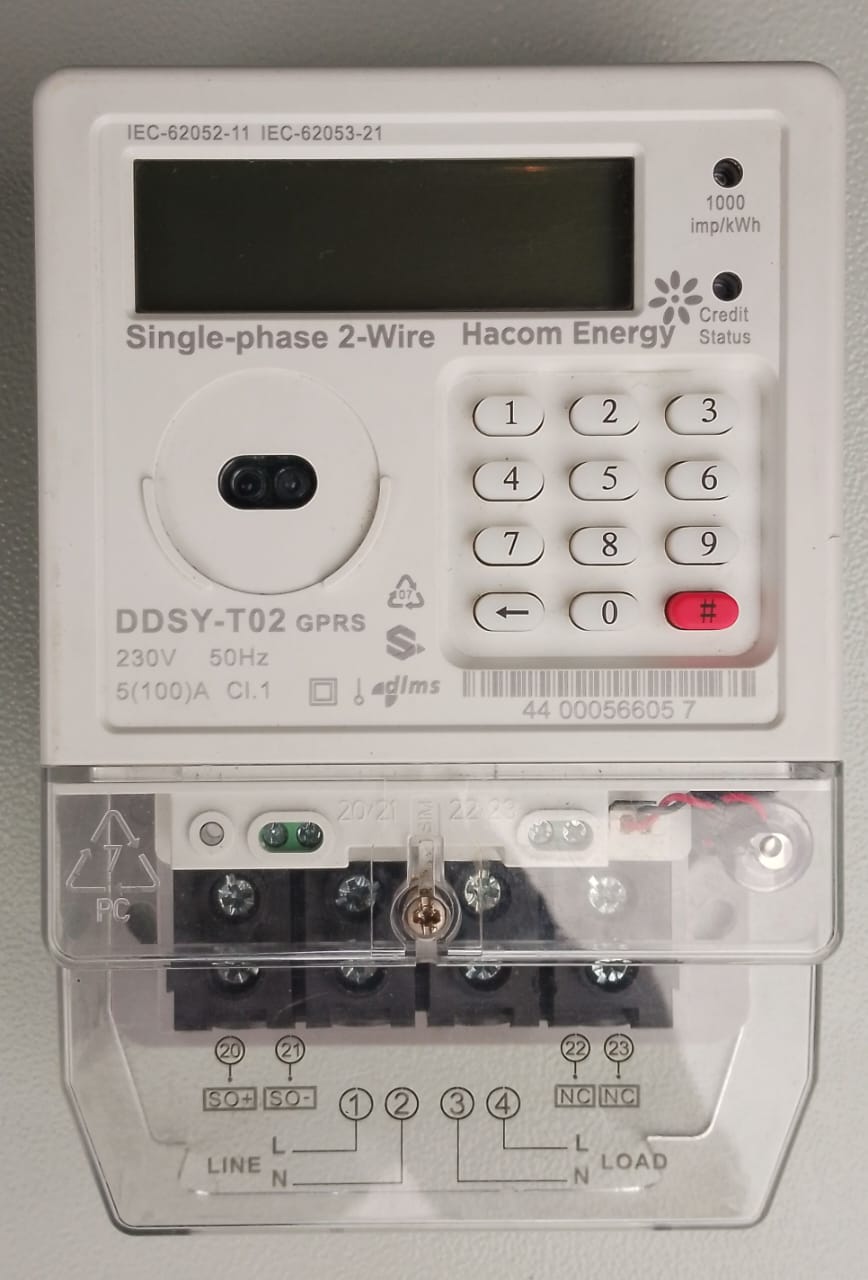 IEC-62052-11 IEC-62053-21
1000
imp/kWh
Credit
Status
Single-phase 2-Wire Hacom Energy
1 2 3
4 5 6
7 8 9
← 0 #
07
DDSY-T02 GPRS
230V 50Hz
5(100)A Cl.1
dlms
44 00056605 7
20/21 SIM 22/23
7
PC
20 21 22 23
SO+ SO- NC NC
1 2 3 4
LINE L L LOAD
N N